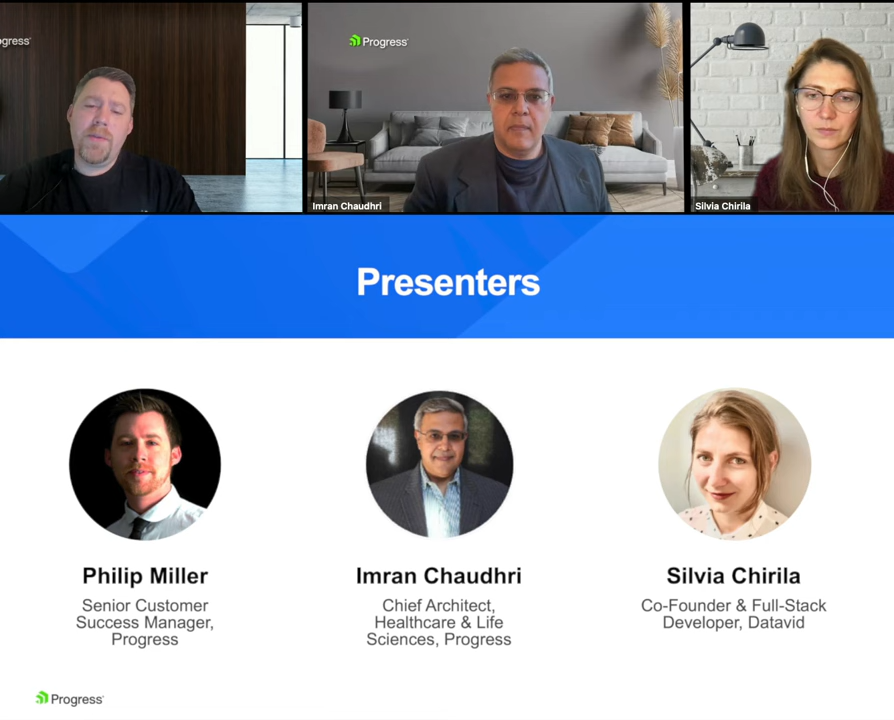 ogress
Progress
Imran Chaudhri
Silvia Chirila
Presenters
Philip Miller
Senior Customer
Success Manager,
Progress
Imran Chaudhri
Chief Architect,
Healthcare & Life
Sciences, Progress
Silvia Chirila
Co-Founder & Full-Stack
Developer, Datavid
Progress